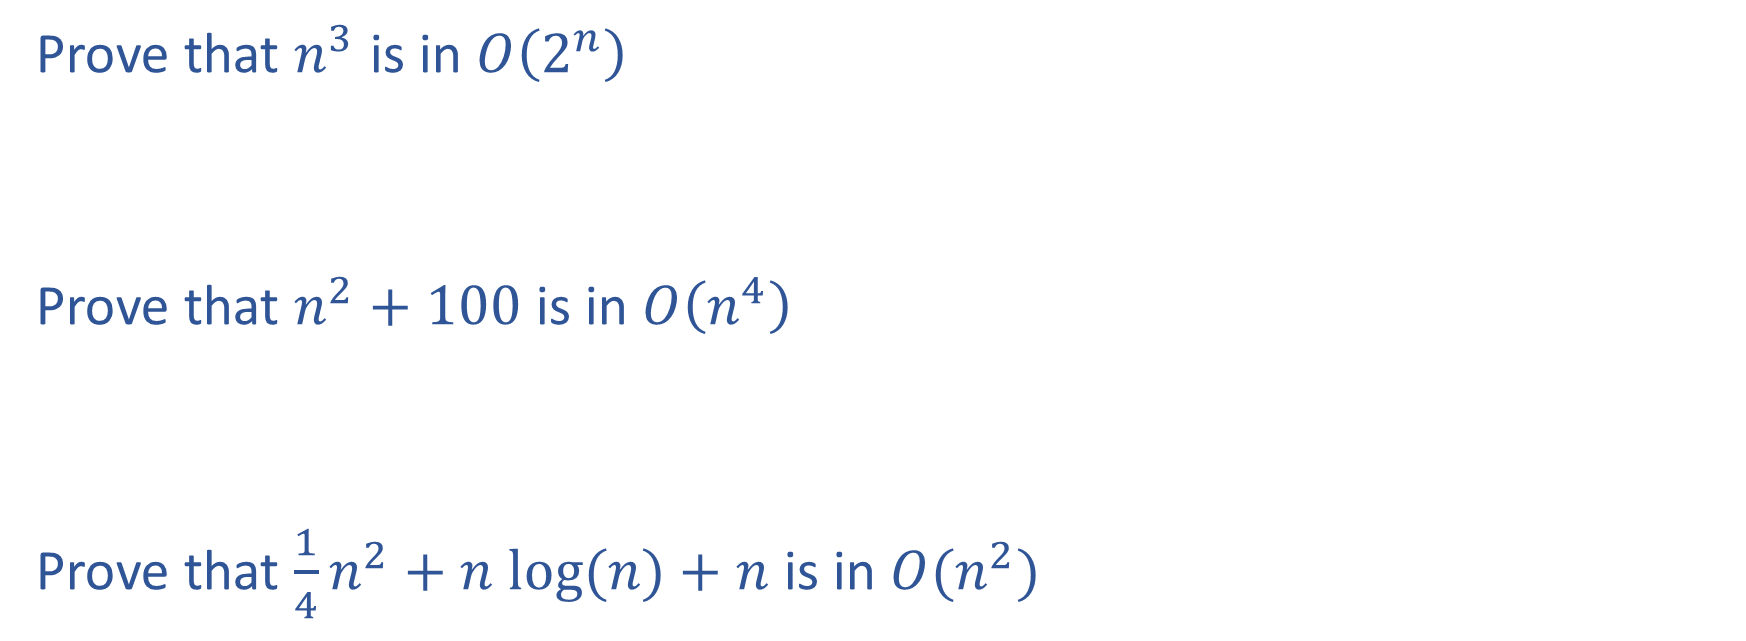 Prove that n³ is in O(2ⁿ)
Prove that n² + 100 is in O(n⁴)
Prove that ¼n² + n log(n) + n is in O(n²)